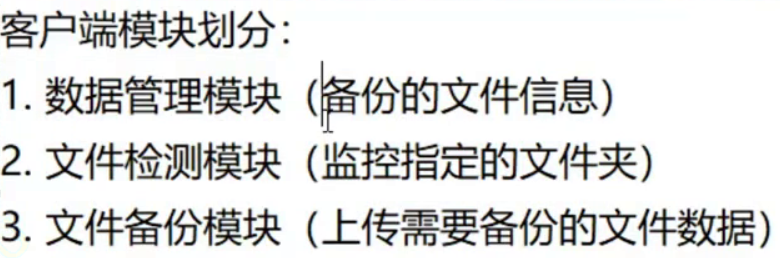 客户端模块划分：
1. 数据管理模块（备份的文件信息）
2. 文件检测模块（监控指定的文件夹）
3. 文件备份模块（上传需要备份的文件数据）